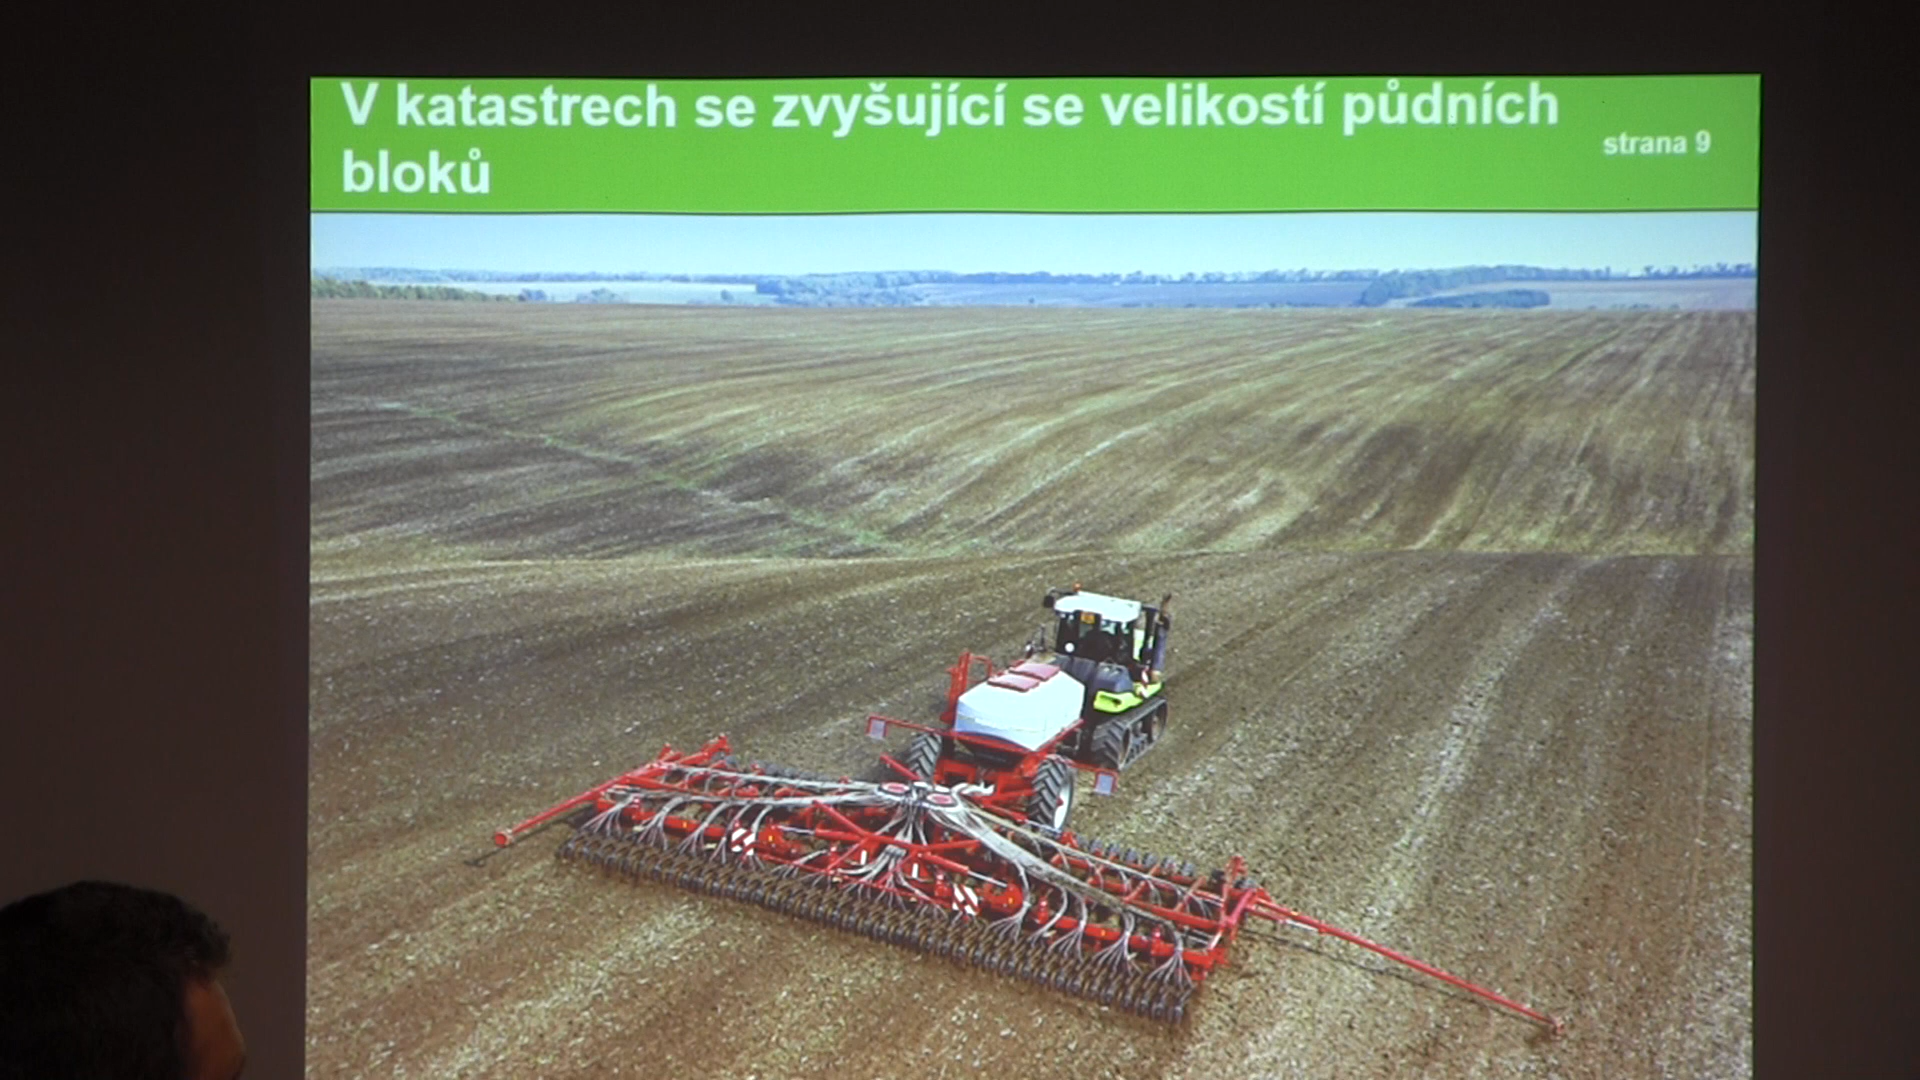 V katastrech se zvyšující se velikostí půdních
bloků
strana 9